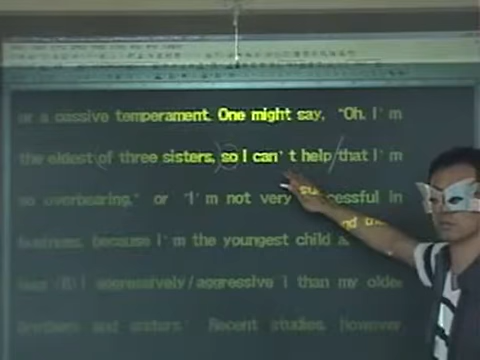 or a passive temperament. One might say, "Oh, I'm
the eldest (of three sisters,) so I can't help / that I'm
so overbearing," or "I'm not very successful in
business, because I'm the youngest child and thus
less (B) [ aggressively / aggressive ] than my older
brothers and sisters." Recent studies, however,